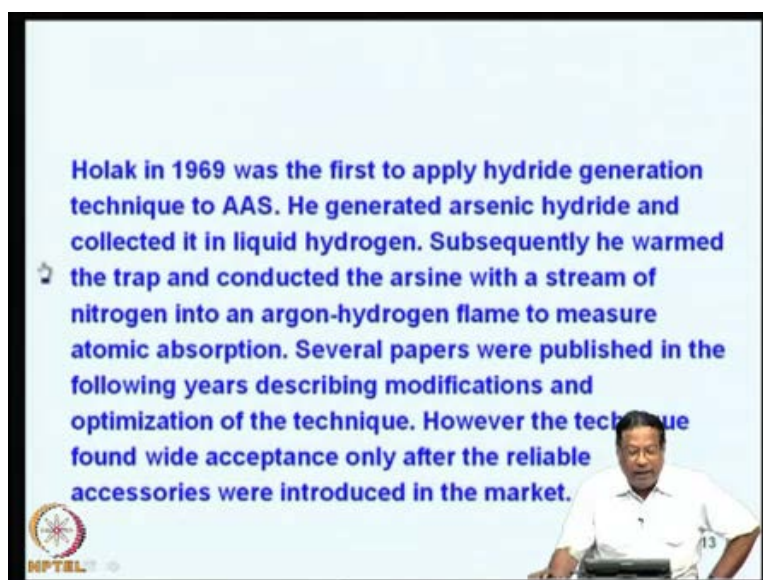 Holak in 1969 was the first to apply hydride generation
technique to AAS. He generated arsenic hydride and
collected it in liquid hydrogen. Subsequently he warmed
the trap and conducted the arsine with a stream of
nitrogen into an argon-hydrogen flame to measure
atomic absorption. Several papers were published in the
following years describing modifications and
optimization of the technique. However the technique
found wide acceptance only after the reliable
accessories were introduced in the market.
13
NPTEL